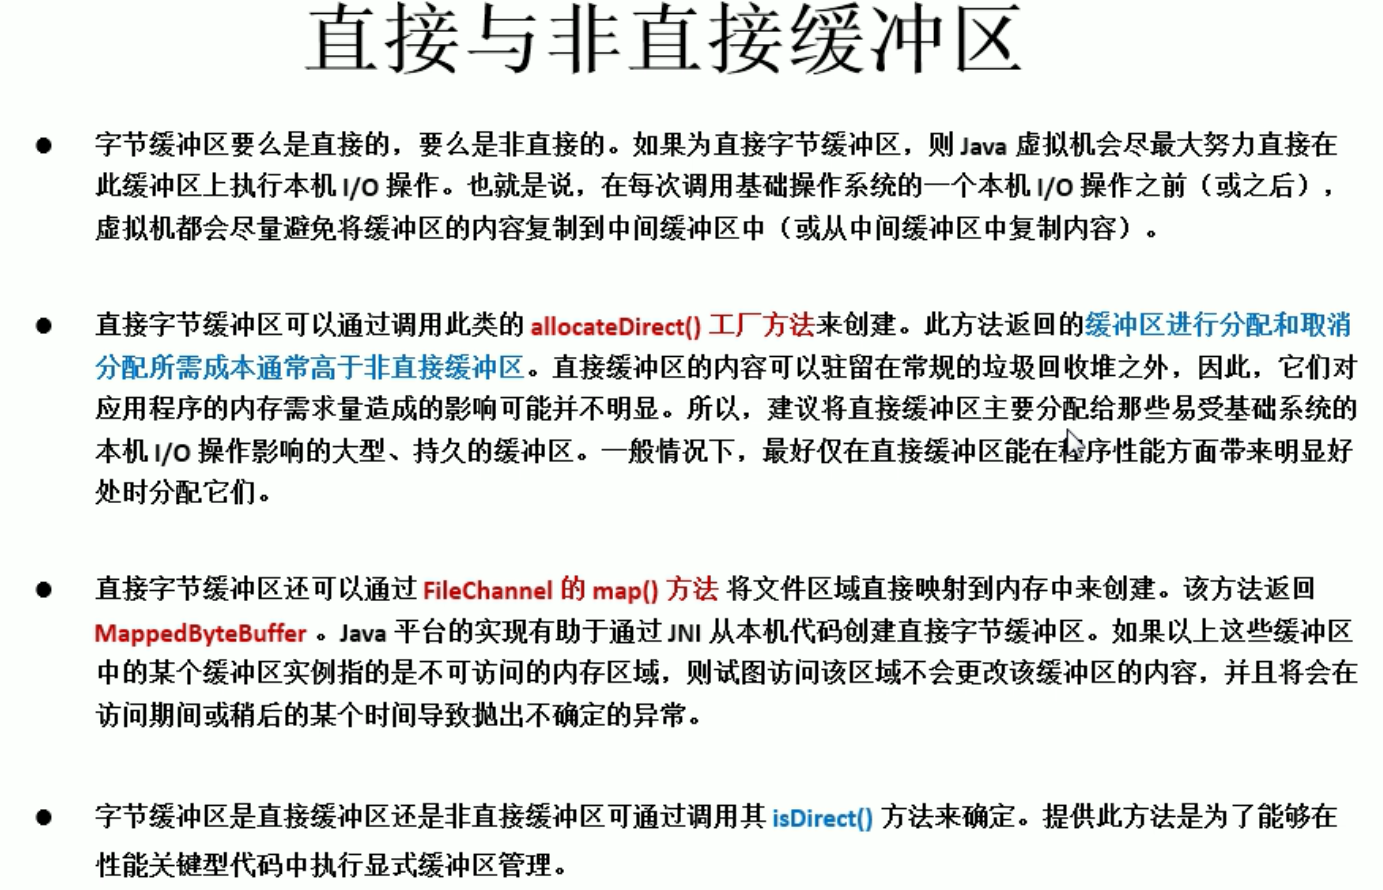 直接与非直接缓冲区
● 字节缓冲区要么是直接的，要么是非直接的。如果为直接字节缓冲区，则 Java 虚拟机会尽最大努力直接在
此缓冲区上执行本机 I/O 操作。也就是说，在每次调用基础操作系统的一个本机 I/O 操作之前（或之后），
虚拟机都会尽量避免将缓冲区的内容复制到中间缓冲区中（或从中间缓冲区中复制内容）。
● 直接字节缓冲区可以通过调用此类的 allocateDirect() 工厂方法来创建。此方法返回的缓冲区进行分配和取消
分配所需成本通常高于非直接缓冲区。直接缓冲区的内容可以驻留在常规的垃圾回收堆之外，因此，它们对
应用程序的内存需求量造成的影响可能并不明显。所以，建议将直接缓冲区主要分配给那些易受基础系统的
本机 I/O 操作影响的大型、持久的缓冲区。一般情况下，最好仅在直接缓冲区能在程序性能方面带来明显好
处时分配它们。
● 直接字节缓冲区还可以通过 FileChannel 的 map() 方法 将文件区域直接映射到内存中来创建。该方法返回
MappedByteBuffer 。Java 平台的实现有助于通过 JNI 从本机代码创建直接字节缓冲区。如果以上这些缓冲区
中的某个缓冲区实例指的是不可访问的内存区域，则试图访问该区域不会更改该缓冲区的内容，并且将会在
访问期间或稍后的某个时间导致抛出不确定的异常。
● 字节缓冲区是直接缓冲区还是非直接缓冲区可通过调用其 isDirect() 方法来确定。提供此方法是为了能够在
性能关键型代码中执行显式缓冲区管理。